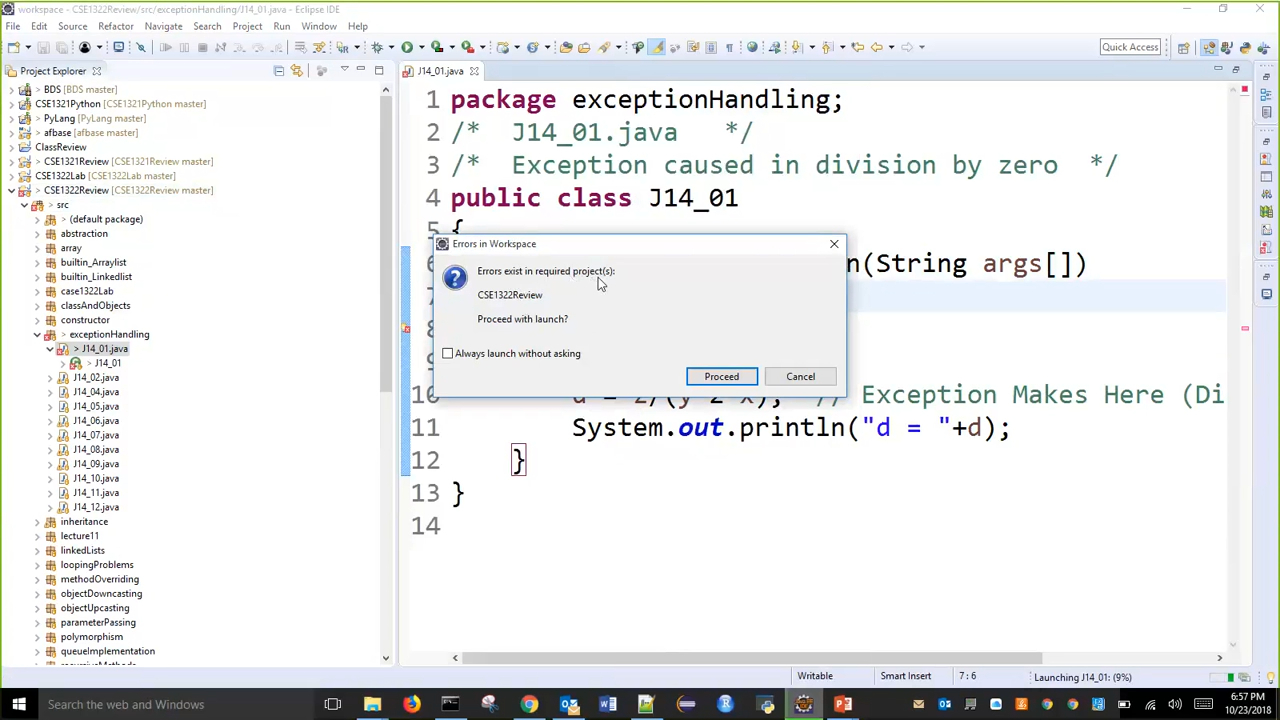 workspace - CSE1322Review/src/exceptionHandling/J14_01.java - Eclipse IDE
File Edit Source Refactor Navigate Search Project Run Window Help
Quick Access
Project Explorer
J14_01.java
> BDS [BDS master]
CSE1321Python [CSE1321Python master]
> PyLang [PyLang master]
> afbase [afbase master]
ClassReview
> CSE1321Review [CSE1321Review master]
CSE132Lab [CSE132Lab master]
> CSE1322Review [CSE1322Review master]
> src
> (default package)
abstraction
array
builtin_Arraylist
builtin_Linkedlist
case1322Lab
classAndObjects
constructor
> exceptionHandling
> J14_01.java
> J14_01
J14_02.java
J14_04.java
J14_05.java
J14_06.java
J14_07.java
J14_08.java
J14_09.java
J14_10.java
J14_11.java
J14_12.java
inheritance
lecture11
linkedLists
loopingProblems
methodOverriding
objectDowncasting
objectUpcasting
parameterPassing
polymorphism
queueImplementation
1 package exceptionHandling;
2 /* J14_01.java */
3 /* Exception caused in division by zero */
4 public class J14_01
{
n(String args[])
// Exception Makes Here (Di
11 System.out.println("d = "+d);
12 }
13 }
14
Errors in Workspace
Errors exist in required project(s):
CSE1322Review
Proceed with launch?
Always launch without asking
Proceed Cancel
Writable Smart Insert 7 : 6 Launching J14_01: (9%)
Search the web and Windows
6:57 PM
10/23/2018